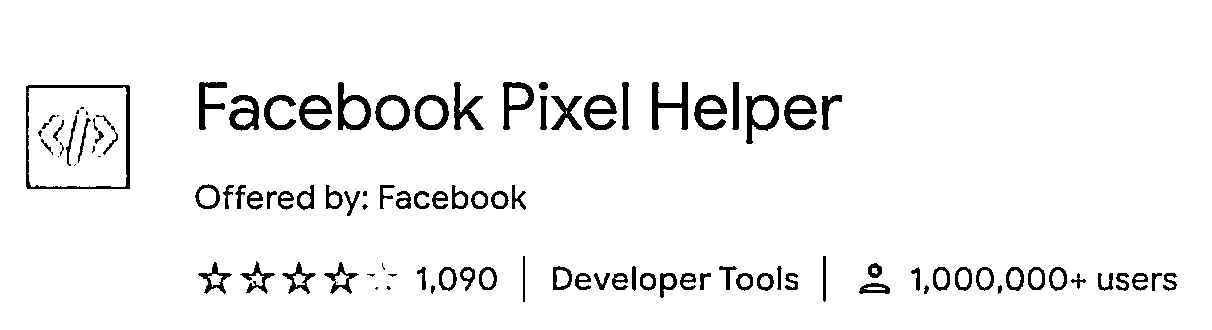 Facebook Pixel Helper
Offered by: Facebook
1,090 | Developer Tools | 1,000,000+ users